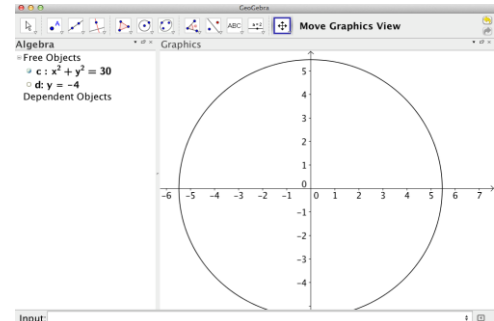 GeoGebra
ABC a=2 Move Graphics View
Algebra
Graphics
Free Objects
c : x² + y² = 30
d: y = −4
Dependent Objects
5
4
3
2
1
0
-6 -5 -4 -3 -2 -1 0 1 2 3 4 5 6 7
-1
-2
-3
-4
Input: